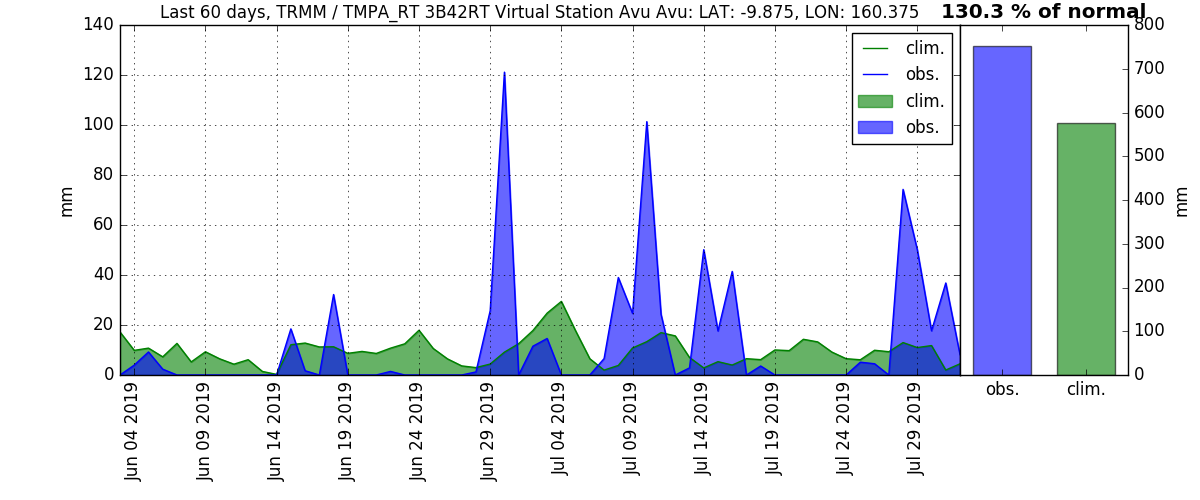 Last 60 days, TRMM / TMPA_RT 3B42RT Virtual Station Avu Avu: LAT: -9.875, LON: 160.375
130.3 % of normal
140
120
100
80
60
40
20
0
mm
clim.
obs.
clim.
obs.
Jun 04 2019
Jun 09 2019
Jun 14 2019
Jun 19 2019
Jun 24 2019
Jun 29 2019
Jul 04 2019
Jul 09 2019
Jul 14 2019
Jul 19 2019
Jul 24 2019
Jul 29 2019
800
700
600
500
400
300
200
100
0
mm
obs.
clim.